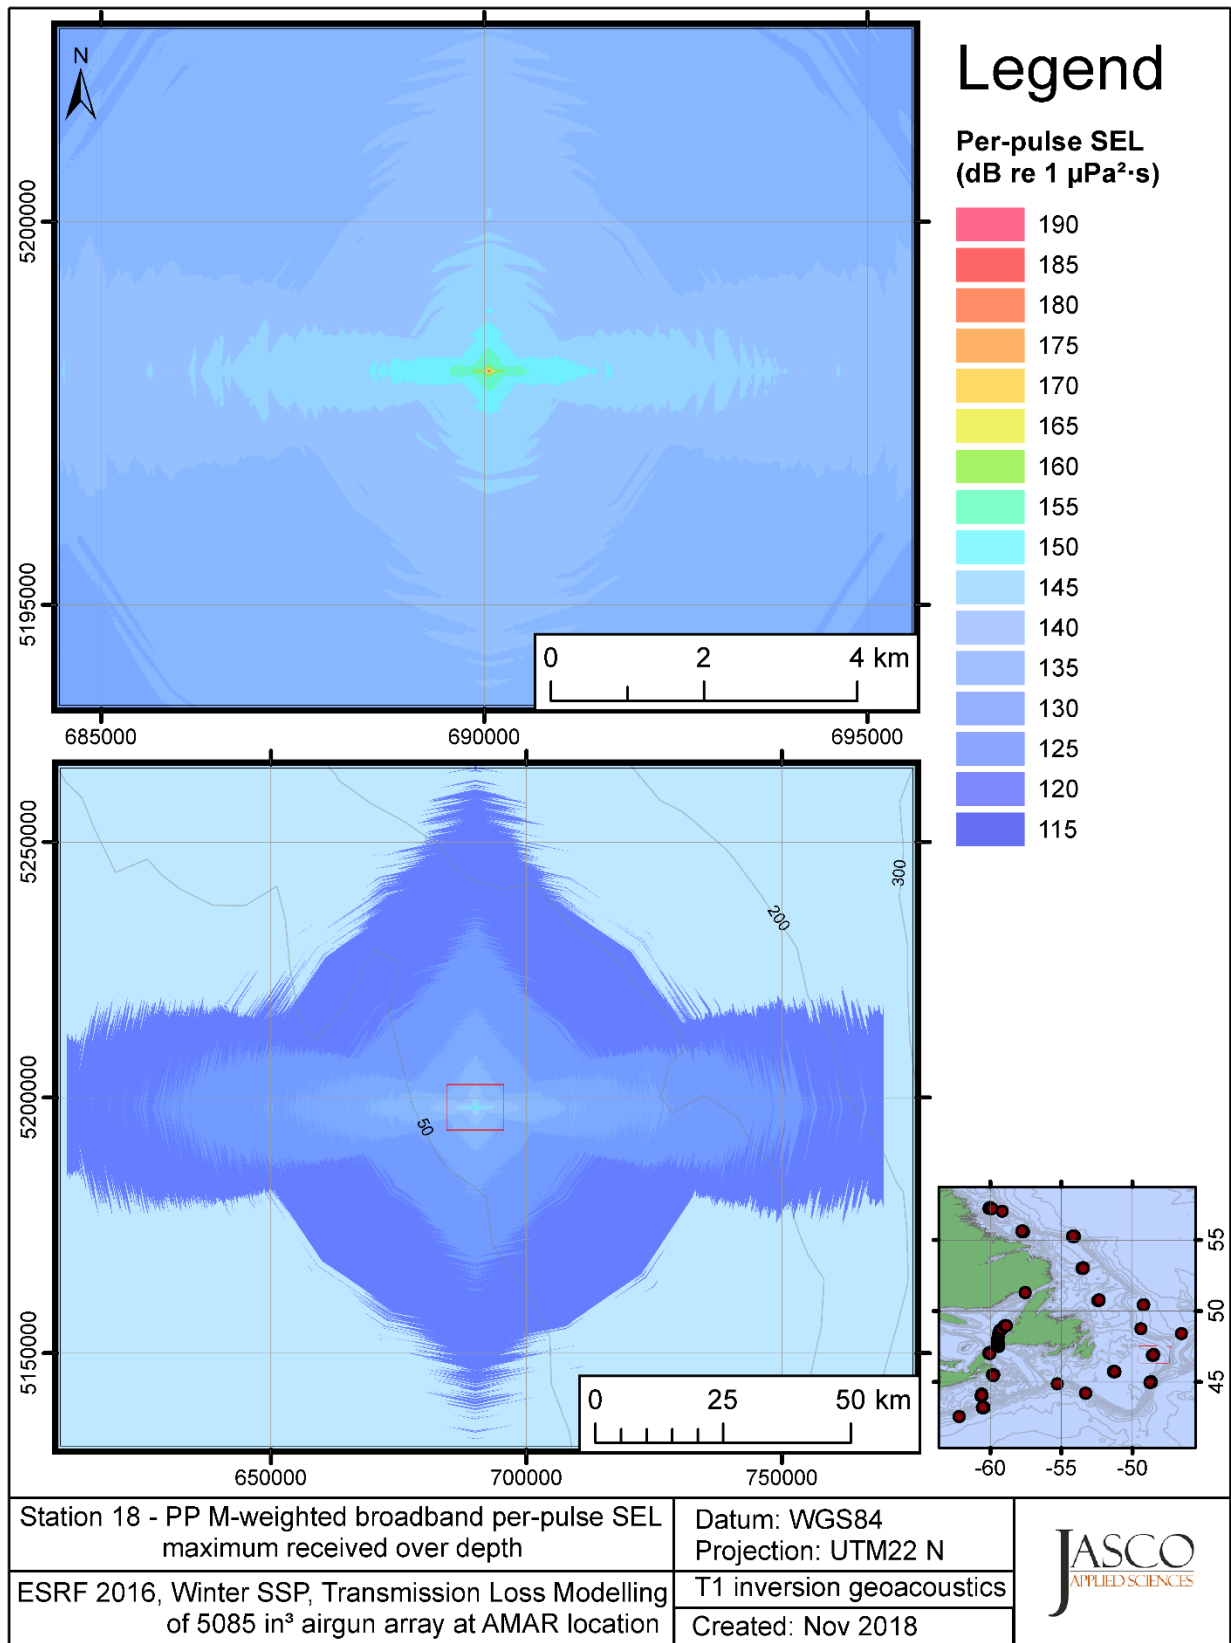 N
5200000
5195000
0 2 4 km
685000 690000 695000
Legend
Per-pulse SEL
(dB re 1 µPa²·s)
190
185
180
175
170
165
160
155
150
145
140
135
130
125
120
115
5250000
5200000
5150000
300
200
50
0 25 50 km
650000 700000 750000
55
50
45
-60 -55 -50
Station 18 - PP M-weighted broadband per-pulse SEL
maximum received over depth
ESRF 2016, Winter SSP, Transmission Loss Modelling
of 5085 in³ airgun array at AMAR location
Datum: WGS84
Projection: UTM22 N
T1 inversion geoacoustics
Created: Nov 2018
JASCO
APPLIED SCIENCES